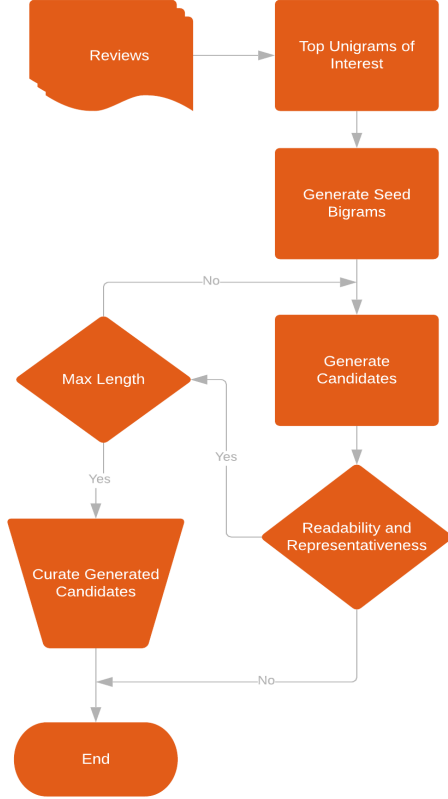 Reviews
Top Unigrams of
Interest
Generate Seed
Bigrams
No
Generate
Candidates
Max Length
Yes
Yes
Readability and
Representativeness
Curate Generated
Candidates
No
End